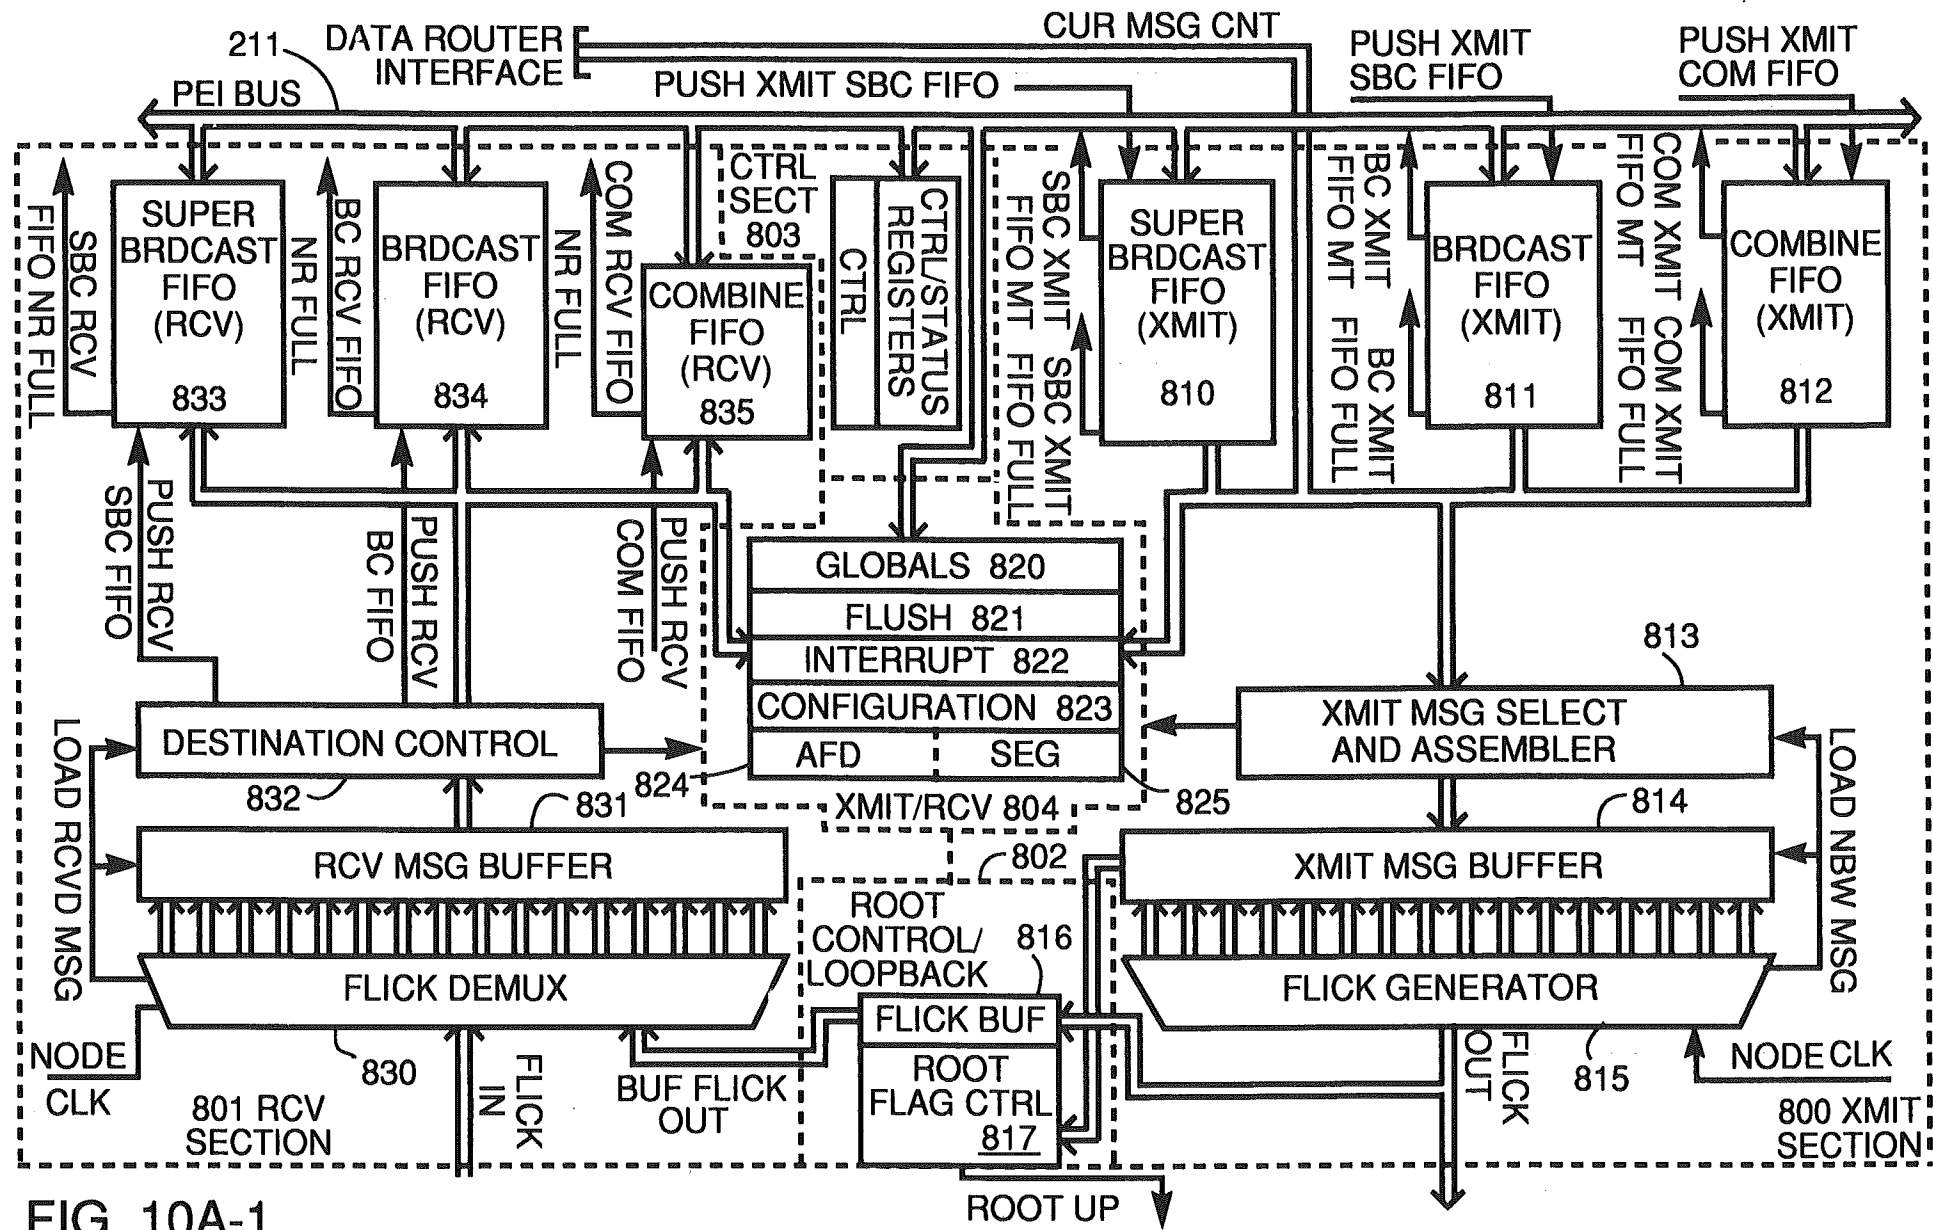 CUR MSG CNT
DATA ROUTER
INTERFACE
211
PEI BUS
PUSH XMIT SBC FIFO
PUSH XMIT
SBC FIFO
PUSH XMIT
COM FIFO
SBC RCV
FIFO NR FULL
SUPER
BRDCAST
FIFO
(RCV)
833
BC RCV FIFO
NR FULL
BRDCAST
FIFO
(RCV)
834
COM RCV FIFO
NR FULL
COMBINE
FIFO
(RCV)
835
CTRL
SECT
803
CTRL
CTRL/STATUS
REGISTERS
SBC XMIT
FIFO MT
SBC XMIT
FIFO FULL
SUPER
BRDCAST
FIFO
(XMIT)
810
BC XMIT
FIFO MT
BC XMIT
FIFO FULL
BRDCAST
FIFO
(XMIT)
811
COM XMIT
FIFO MT
COM XMIT
FIFO FULL
COMBINE
FIFO
(XMIT)
812
PUSH RCV
SBC FIFO
PUSH RCV
BC FIFO
PUSH RCV
COM FIFO
GLOBALS 820
FLUSH 821
INTERRUPT 822
CONFIGURATION 823
AFD
SEG
824
825
XMIT/RCV 804
813
XMIT MSG SELECT
AND ASSEMBLER
DESTINATION CONTROL
832
831
RCV MSG BUFFER
LOAD RCVD MSG
814
XMIT MSG BUFFER
LOAD NBW MSG
802
ROOT
CONTROL/
LOOPBACK
816
FLICK DEMUX
830
NODE
CLK
FLICK BUF
ROOT
FLAG CTRL
817
FLICK GENERATOR
815
NODE CLK
FLICK
OUT
FLICK
IN
BUF FLICK
OUT
801 RCV
SECTION
800 XMIT
SECTION
ROOT UP
FIG. 10A-1